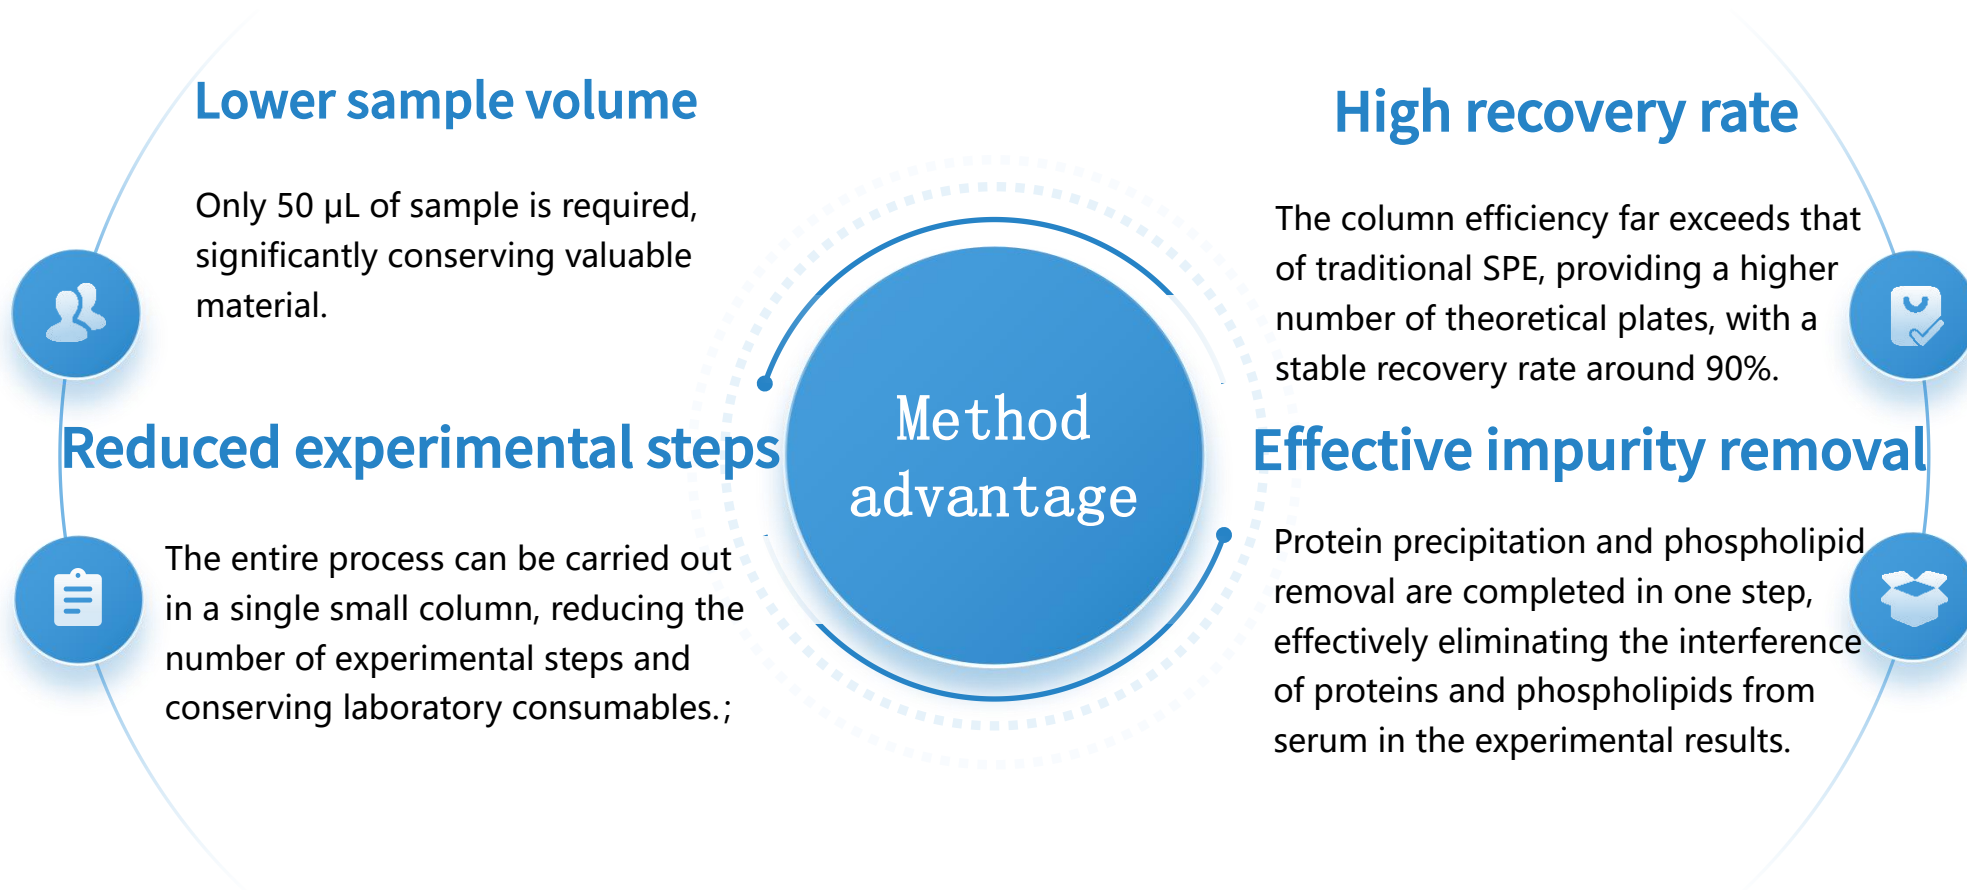 Lower sample volume
Only 50 µL of sample is required,
significantly conserving valuable
material.
Reduced experimental steps
The entire process can be carried out
in a single small column, reducing the
number of experimental steps and
conserving laboratory consumables.;
Method
advantage
High recovery rate
The column efficiency far exceeds that
of traditional SPE, providing a higher
number of theoretical plates, with a
stable recovery rate around 90%.
Effective impurity removal
Protein precipitation and phospholipid
removal are completed in one step,
effectively eliminating the interference
of proteins and phospholipids from
serum in the experimental results.